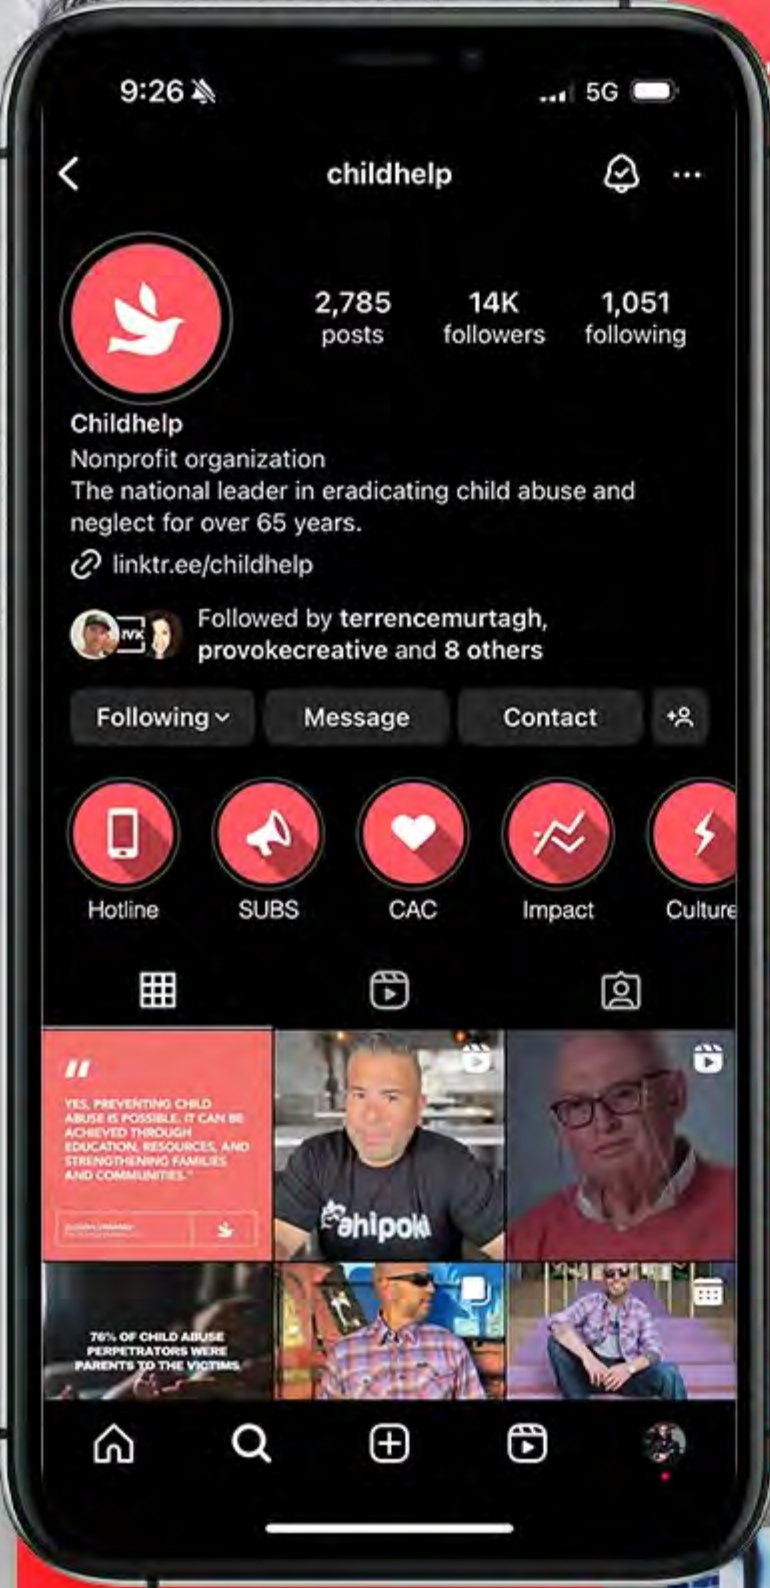 9:26
5G
childhelp
2,785
posts
14K
followers
1,051
following
Childhelp
Nonprofit organization
The national leader in eradicating child abuse and
neglect for over 65 years.
linktr.ee/childhelp
Followed by terrencemurtagh,
provokecreative and 8 others
Following
Message
Contact
Hotline
SUBS
CAC
Impact
Culture
YES, PREVENTING CHILD
ABUSE IS POSSIBLE. IT CAN BE
ACHIEVED THROUGH
EDUCATION, RESOURCES, AND
STRENGTHENING FAMILIES
AND COMMUNITIES."
ahipoki
76% OF CHILD ABUSE
PERPETRATORS WERE
PARENTS TO THE VICTIMS